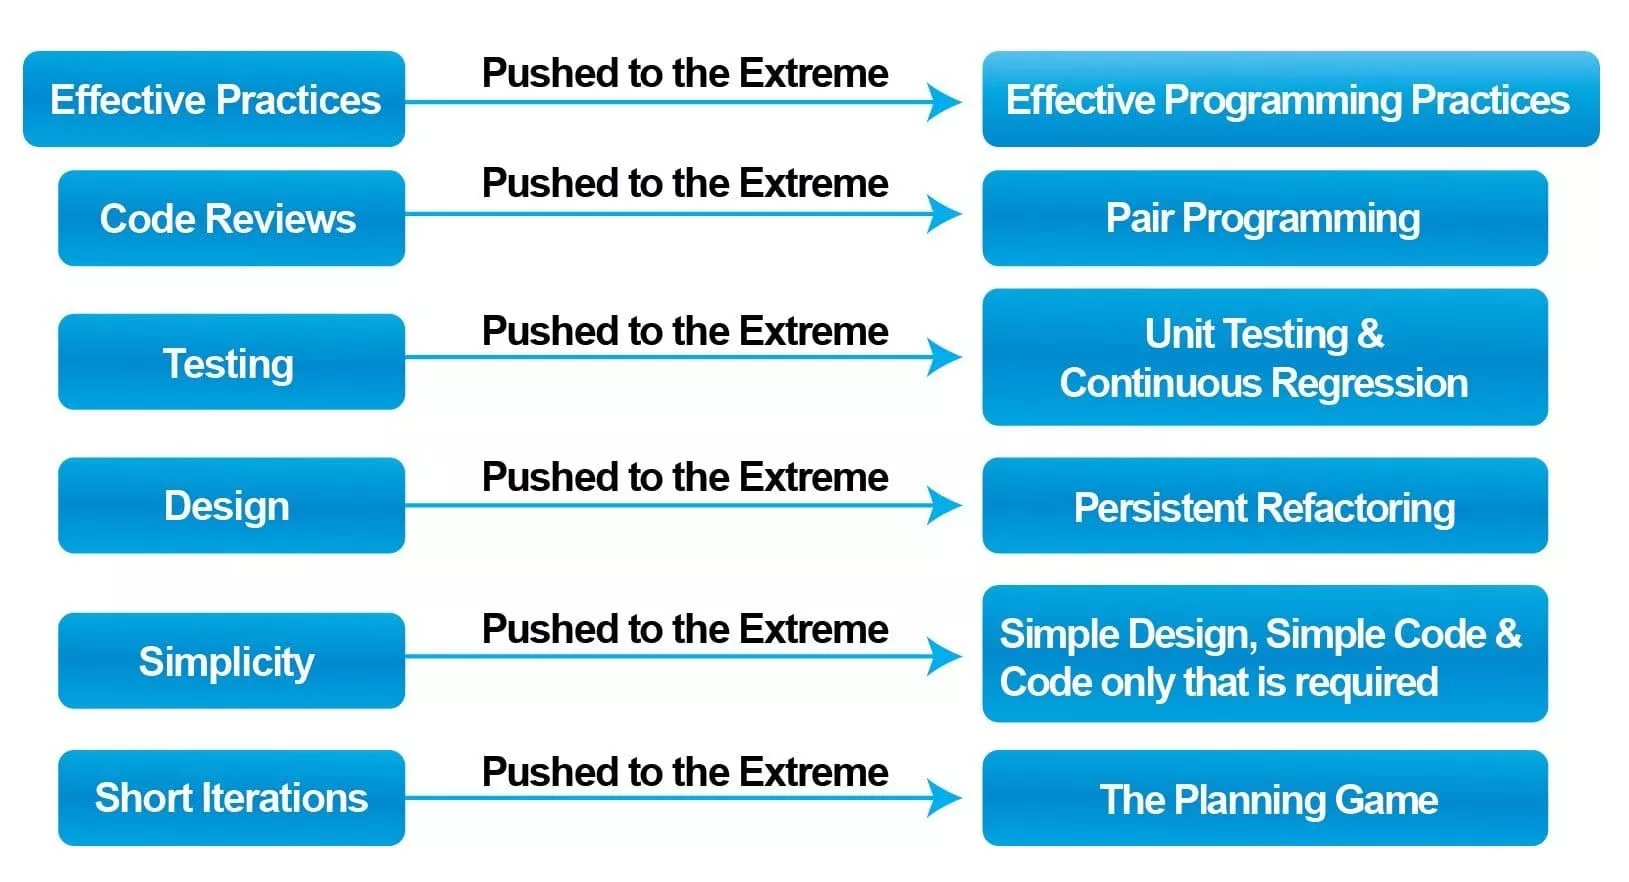 Effective Practices
Pushed to the Extreme
Effective Programming Practices
Code Reviews
Pushed to the Extreme
Pair Programming
Testing
Pushed to the Extreme
Unit Testing &
Continuous Regression
Design
Pushed to the Extreme
Persistent Refactoring
Simplicity
Pushed to the Extreme
Simple Design, Simple Code &
Code only that is required
Short Iterations
Pushed to the Extreme
The Planning Game